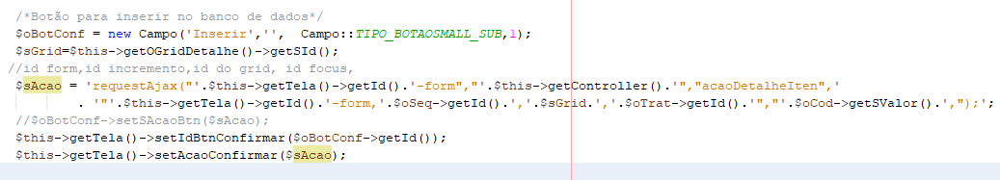 /*Botão para inserir no banco de dados*/
$oBotConf = new Campo('Inserir','',  Campo::TIPO_BOTAOSMALL_SUB,1);
$sGrid=$this->getOGridDetalhe()->getSId();
//id form,id incremento,id do grid, id focus,
$sAcao = 'requestAjax("'.$this->getTela()->getId().'-form","'.$this->getController().'","acaoDetalheIten",'
. '"'.$this->getTela()->getId().'-form,'.$oSeq->getId().','.$sGrid.','.$oTrat->getId().'","'.$oCod->getSValor().',");';
//$oBotConf->setSAcaoBtn($sAcao);
$this->getTela()->setIdBtnConfirmar($oBotConf->getId());
$this->getTela()->setAcaoConfirmar($sAcao);